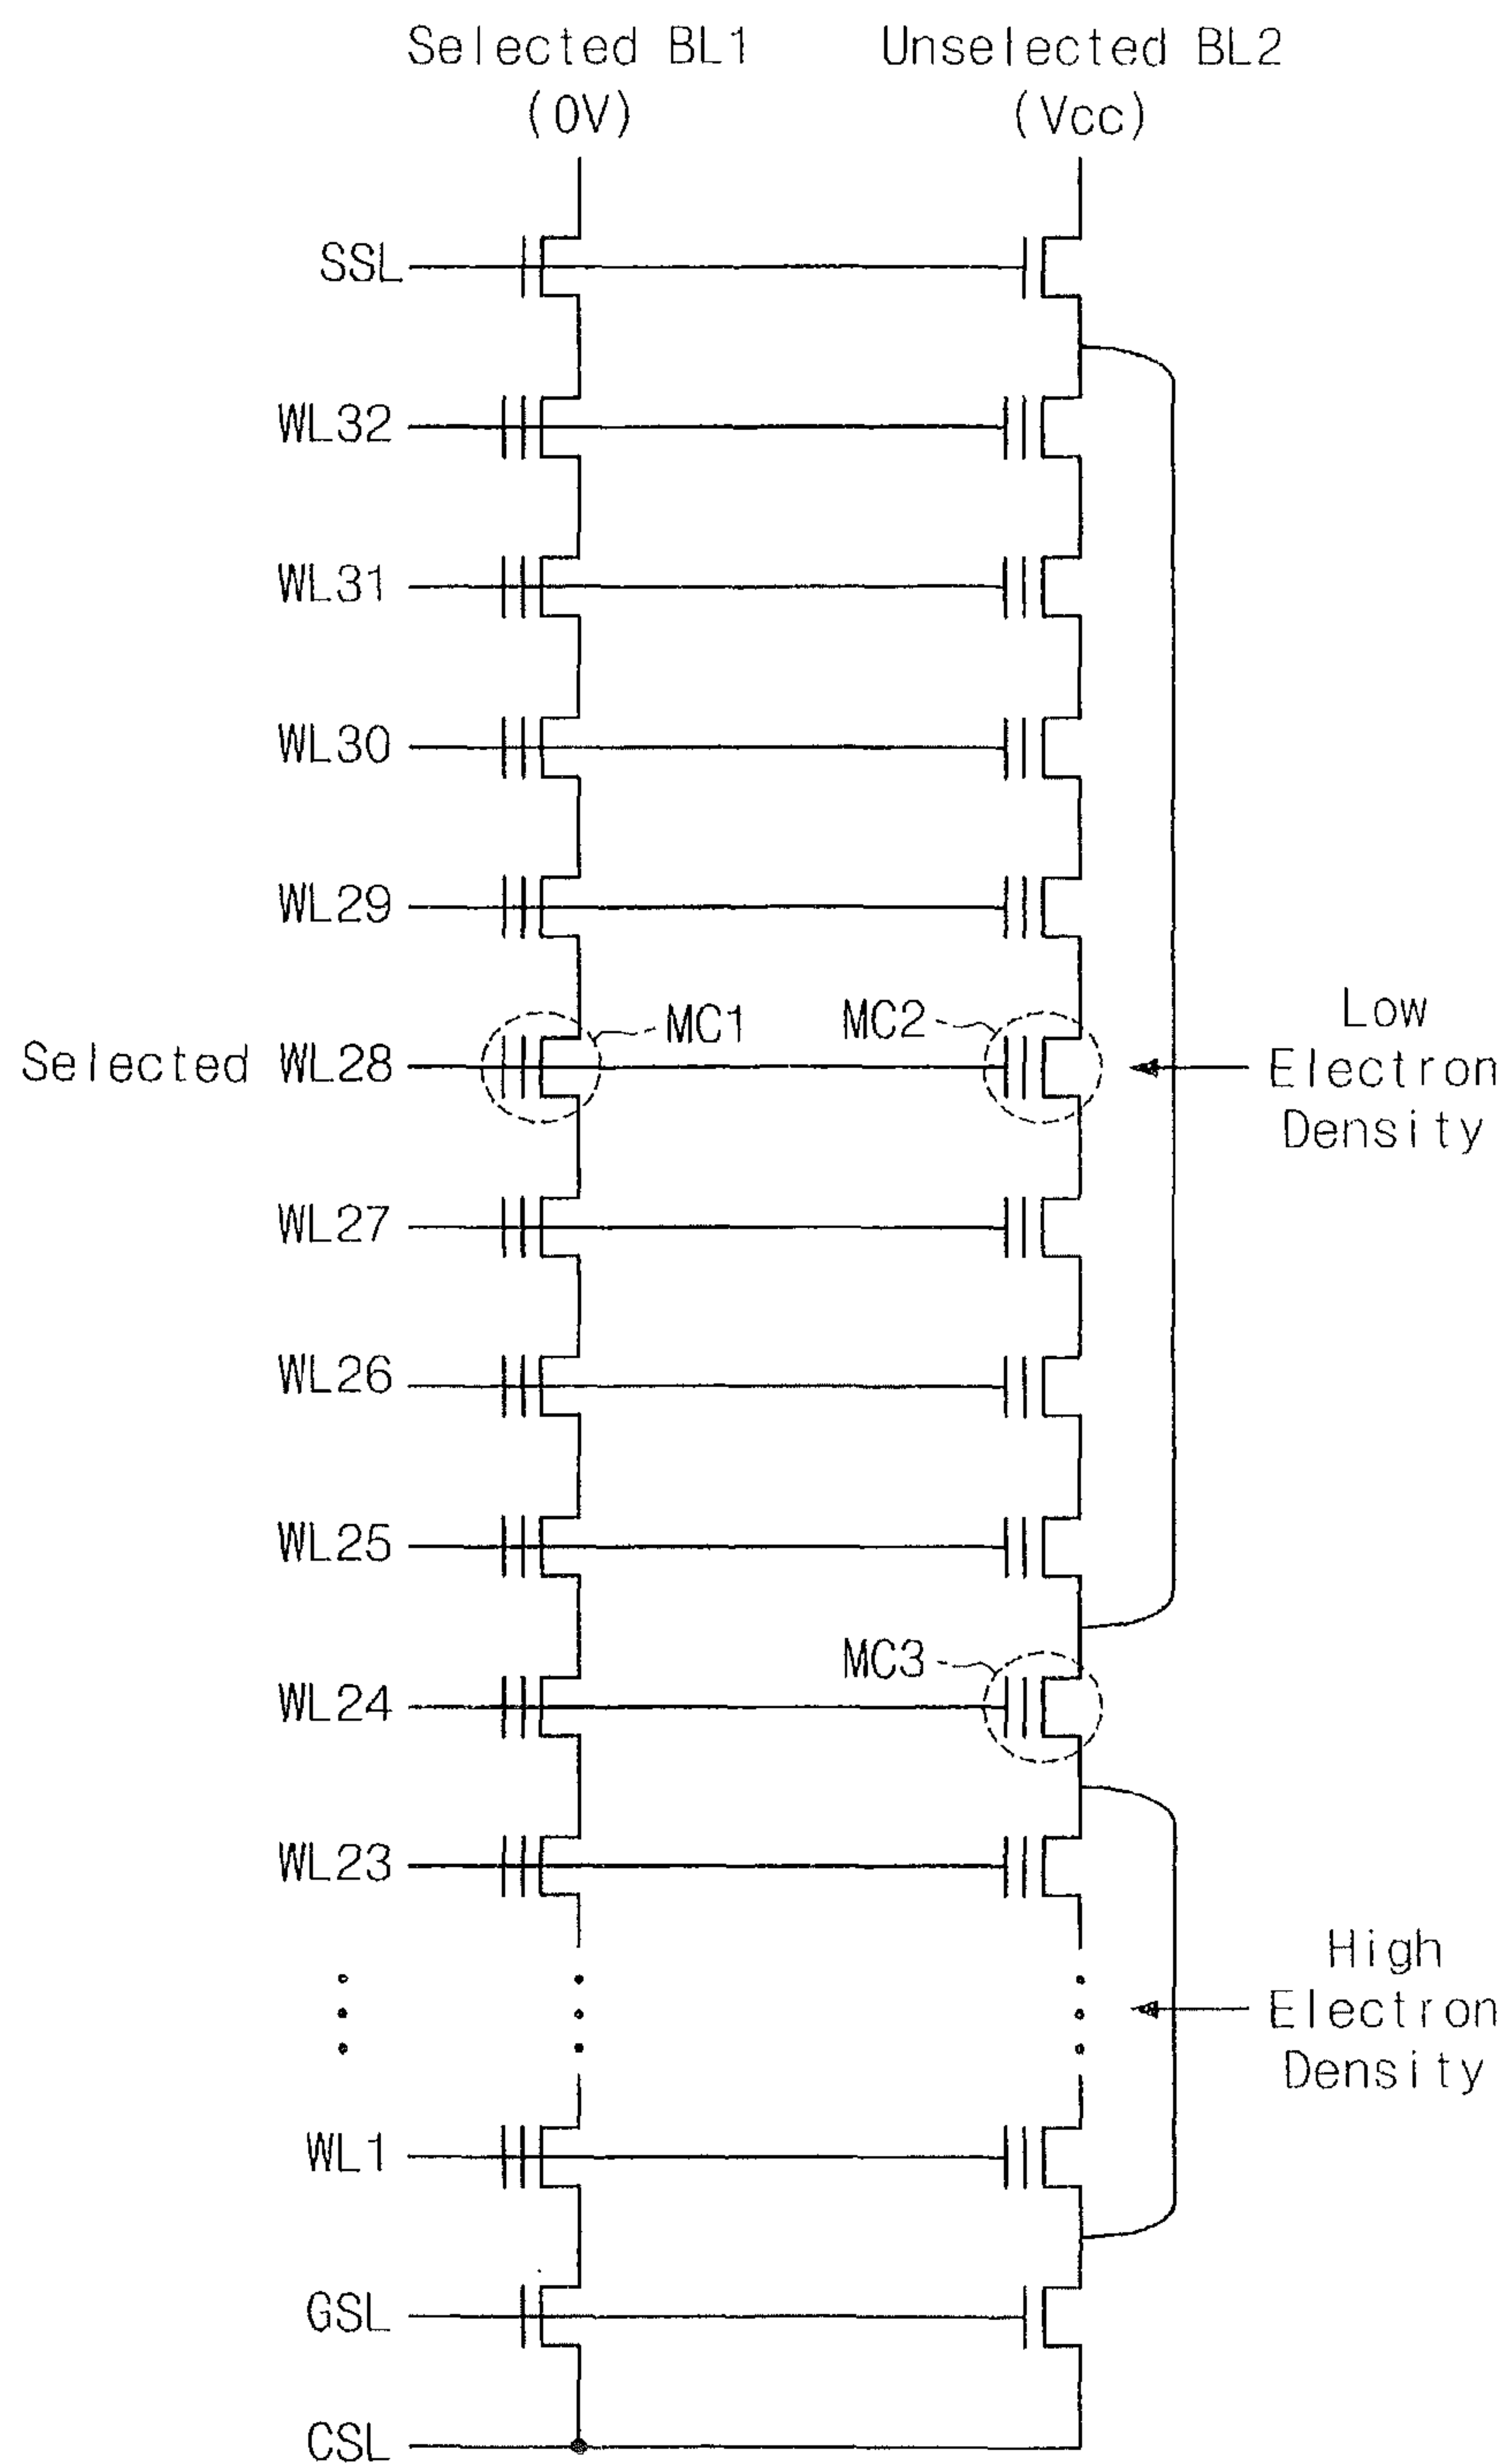 Selected BL1
(0V)
Unselected BL2
(Vcc)
SSL
WL32
WL31
WL30
WL29
MC1
MC2
Selected WL28
Low
Electron
Density
WL27
WL26
WL25
MC3
WL24
WL23
High
Electron
Density
WL1
GSL
CSL